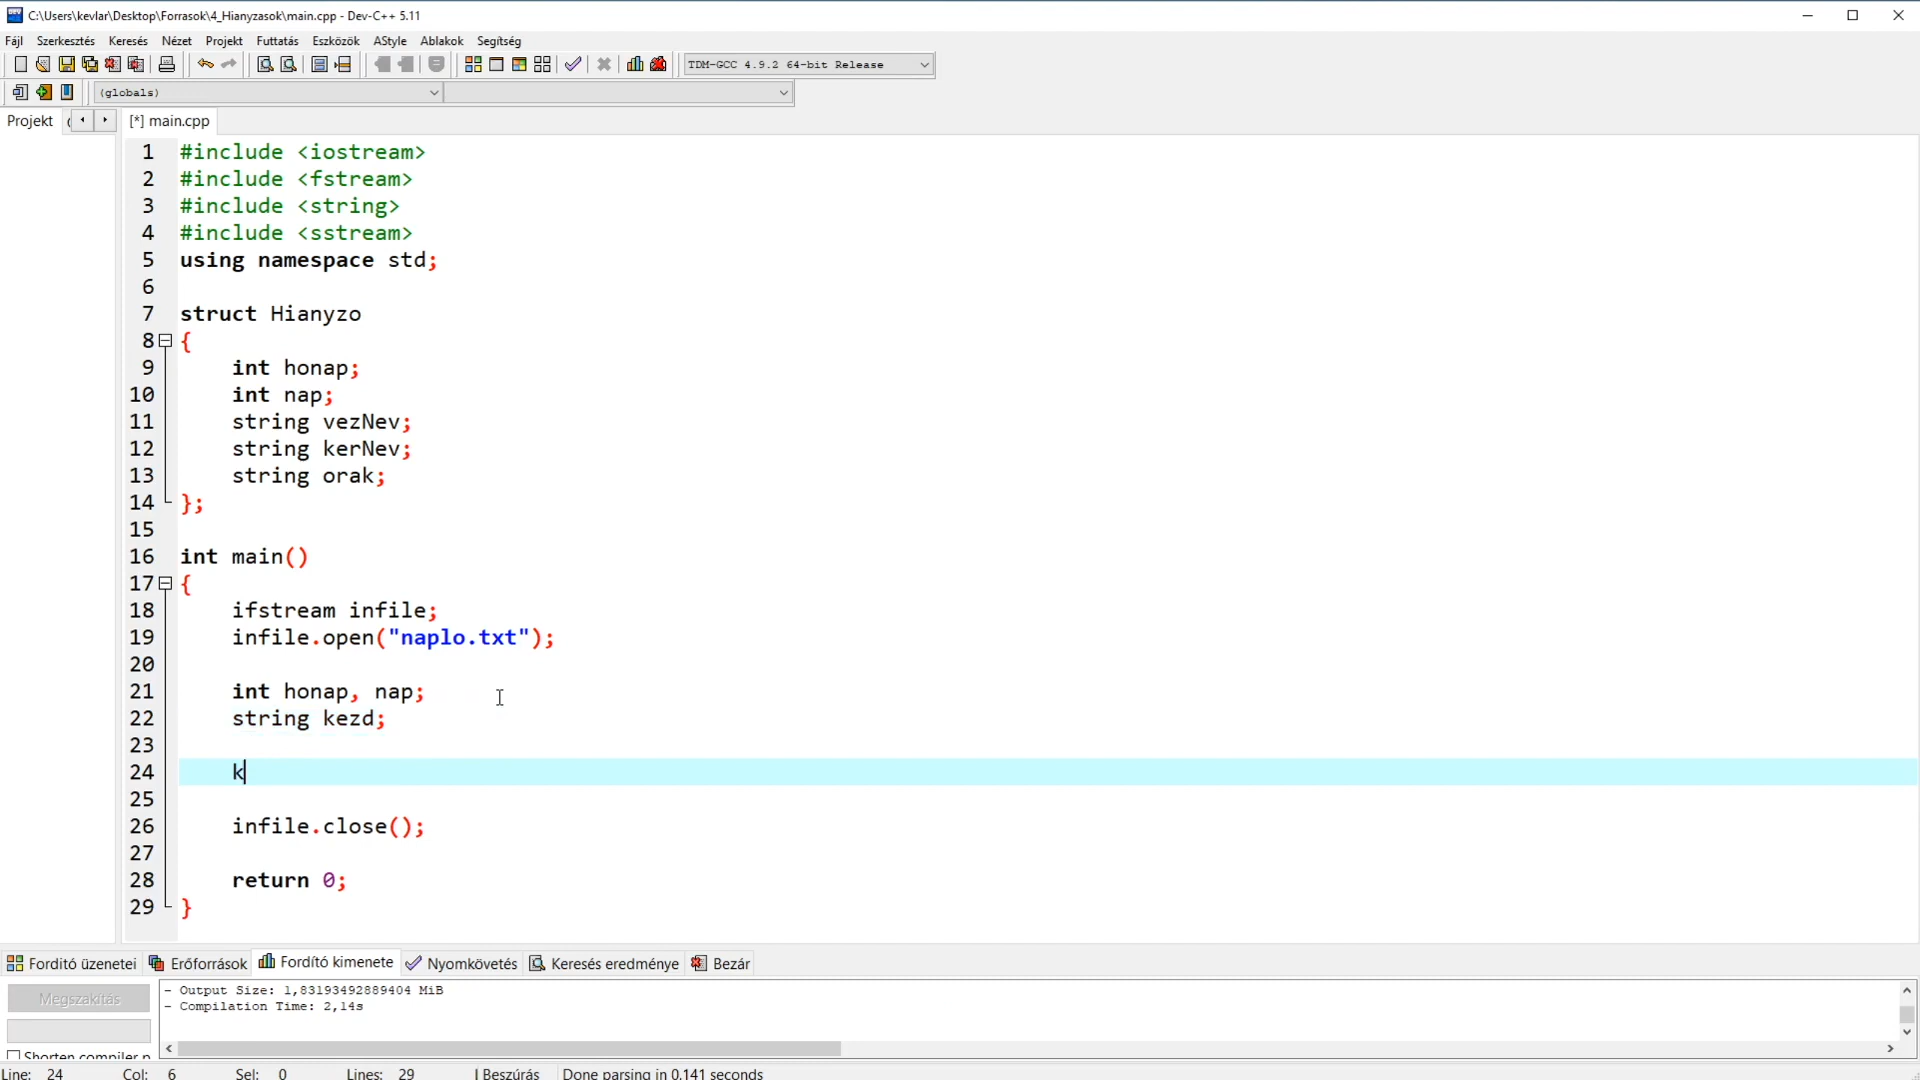 C:\Users\kevlar\Desktop\Forrasok\4_Hianyzasok\main.cpp - Dev-C++ 5.11
Fájl Szerkesztés Keresés Nézet Projekt Futtatás Eszközök AStyle Ablakok Segítség
TDM-GCC 4.9.2 64-bit Release
(globals)
Projekt
[*] main.cpp
1 #include <iostream>
2 #include <fstream>
3 #include <string>
4 #include <sstream>
5 using namespace std;
6
7 struct Hianyzo
8 {
9 int honap;
10 int nap;
11 string vezNev;
12 string kerNev;
13 string orak;
14 };
15
16 int main()
17 {
18 ifstream infile;
19 infile.open("naplo.txt");
20
21 int honap, nap;
22 string kezd;
23
24 k
25
26 infile.close();
27
28 return 0;
29 }
Fordító üzenetei Erőforrások Fordító kimenete Nyomkövetés Keresés eredménye Bezár
Megszakítás
- Output Size: 1,83193492889404 MiB
- Compilation Time: 2,14s
Shorten compiler p
Line: 24 Col: 6 Sel: 0 Lines: 29 Beszúrás Done parsing in 0.141 seconds